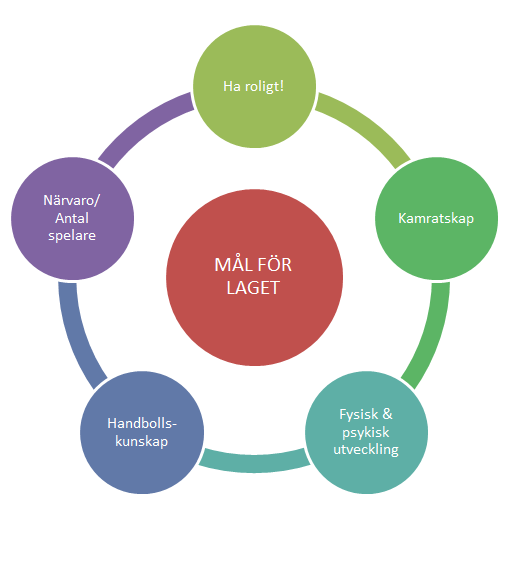 Ha roligt!
Kamratskap
Fysisk &
psykisk
utveckling
Handbolls-
kunskap
Närvaro/
Antal
spelare
MÅL FÖR
LAGET